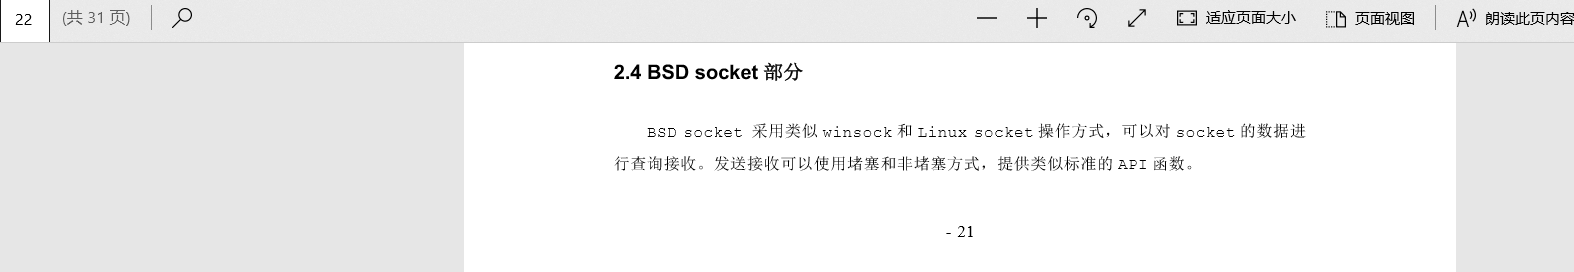 22 (共 31 页) 适应页面大小 页面视图 A 朗读此页内容
2.4 BSD socket 部分
BSD socket 采用类似 winsock 和 Linux socket 操作方式，可以对 socket 的数据进
行查询接收。发送接收可以使用堵塞和非堵塞方式，提供类似标准的 API 函数。
- 21